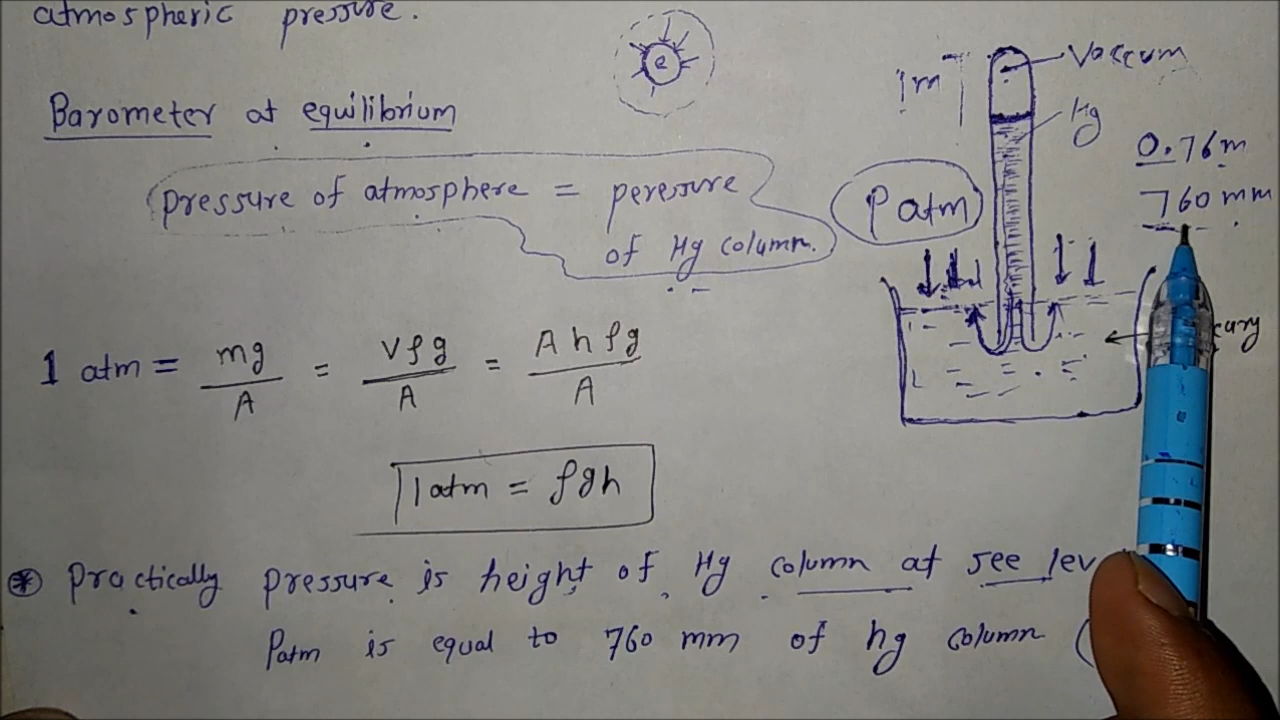 atmospheric pressure.
e
Barometer at equilibrium
pressure of atmosphere = peressure
of Hg column.
1m
Vaccum
Hg
0.76m
760 mm
Patm
1 atm = mg/A = Vρg/A = Ahρg/A
1 atm = ρgh
* Practically pressure is height of Hg column at see
Patm is equal to 760 mm of hg column (